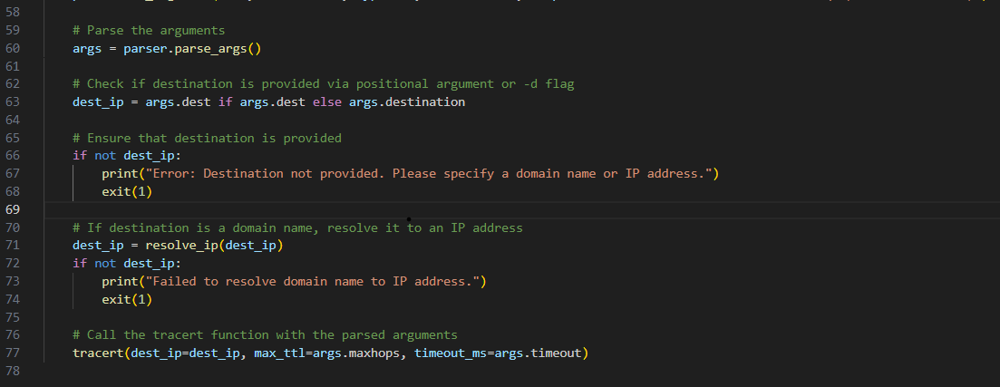 58
59 # Parse the arguments
60 args = parser.parse_args()
61
62 # Check if destination is provided via positional argument or -d flag
63 dest_ip = args.dest if args.dest else args.destination
64
65 # Ensure that destination is provided
66 if not dest_ip:
67 print("Error: Destination not provided. Please specify a domain name or IP address.")
68 exit(1)
69
70 # If destination is a domain name, resolve it to an IP address
71 dest_ip = resolve_ip(dest_ip)
72 if not dest_ip:
73 print("Failed to resolve domain name to IP address.")
74 exit(1)
75
76 # Call the tracert function with the parsed arguments
77 tracert(dest_ip=dest_ip, max_ttl=args.maxhops, timeout_ms=args.timeout)
78